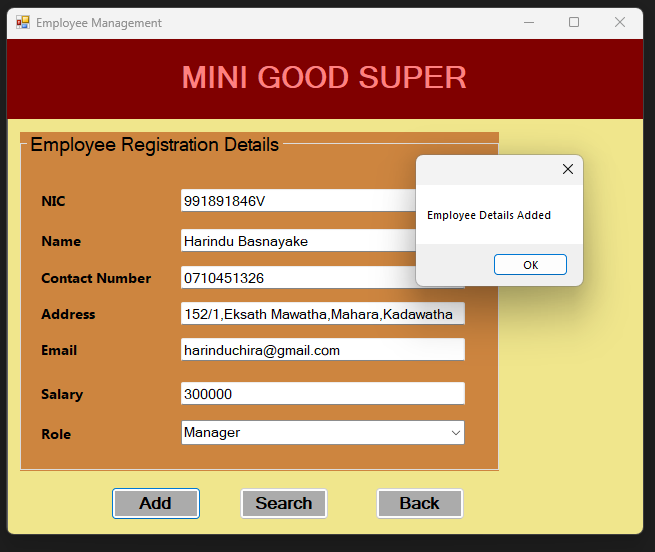 Employee Management
MINI GOOD SUPER
Employee Registration Details
Employee Details Added
OK
NIC 991891846V
Name Harindu Basnayake
Contact Number 0710451326
Address 152/1,Eksath Mawatha,Mahara,Kadawatha
Email harinduchira@gmail.com
Salary 300000
Role Manager
Add Search Back